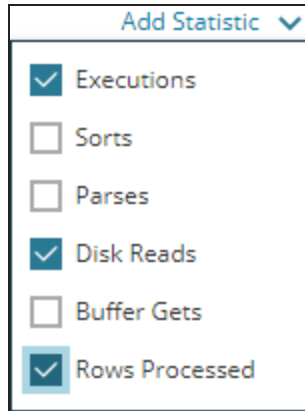 Add Statistic
Executions
Sorts
Parses
Disk Reads
Buffer Gets
Rows Processed